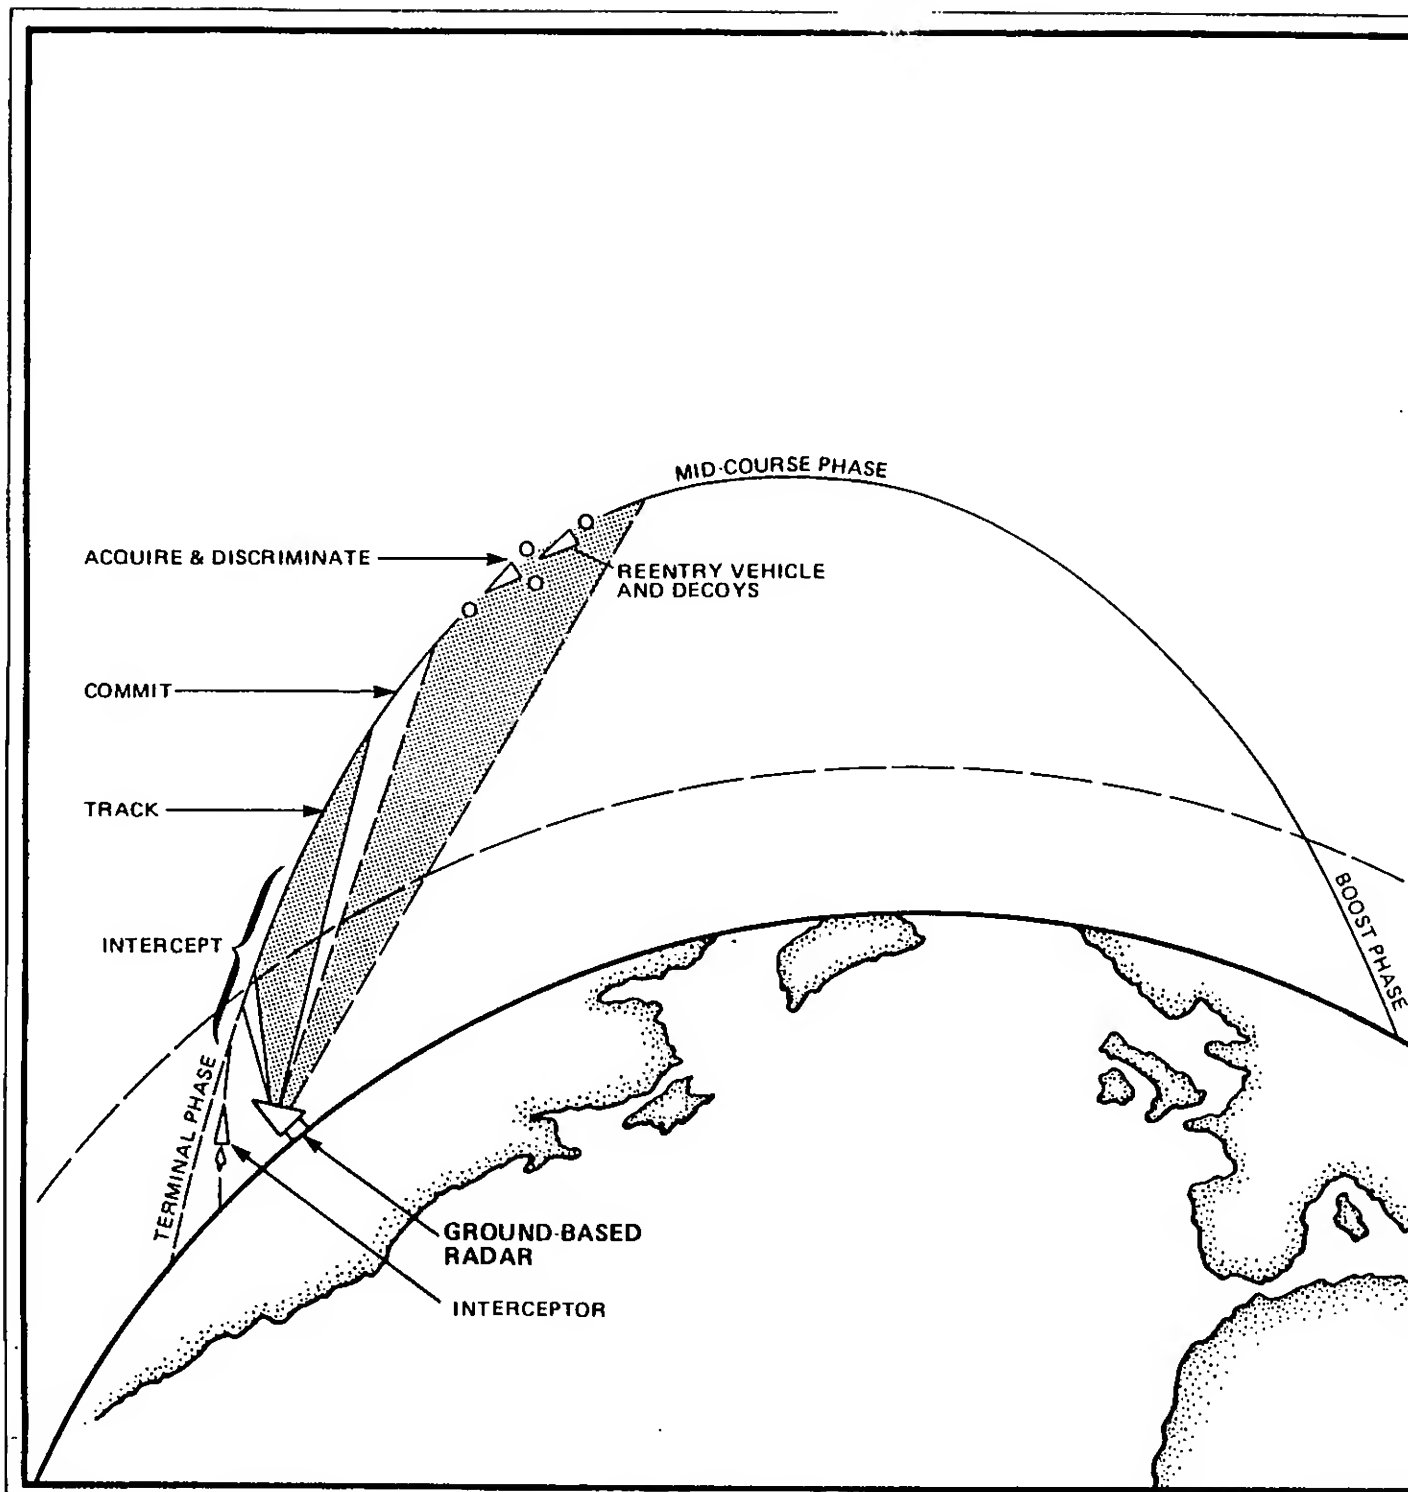 MID-COURSE PHASE
ACQUIRE & DISCRIMINATE
REENTRY VEHICLE
AND DECOYS
COMMIT
TRACK
BOOST PHASE
INTERCEPT
TERMINAL PHASE
GROUND-BASED
RADAR
INTERCEPTOR